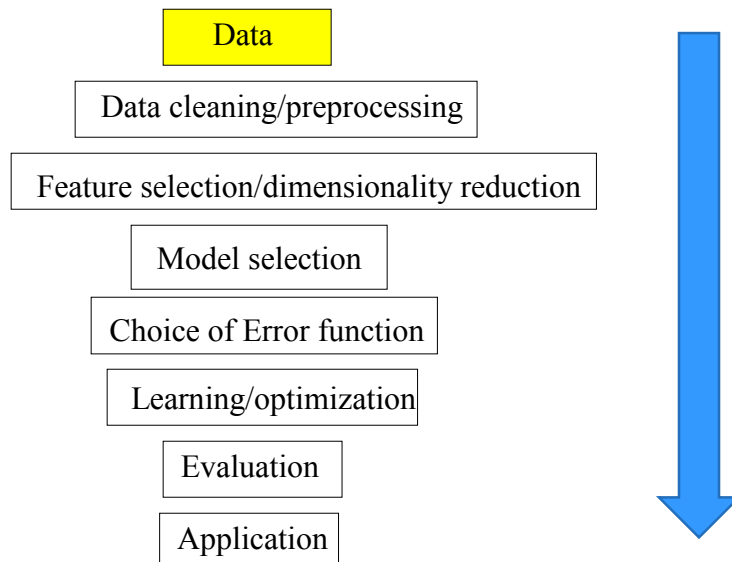 Data
Data cleaning/preprocessing
Feature selection/dimensionality reduction
Model selection
Choice of Error function
Learning/optimization
Evaluation
Application